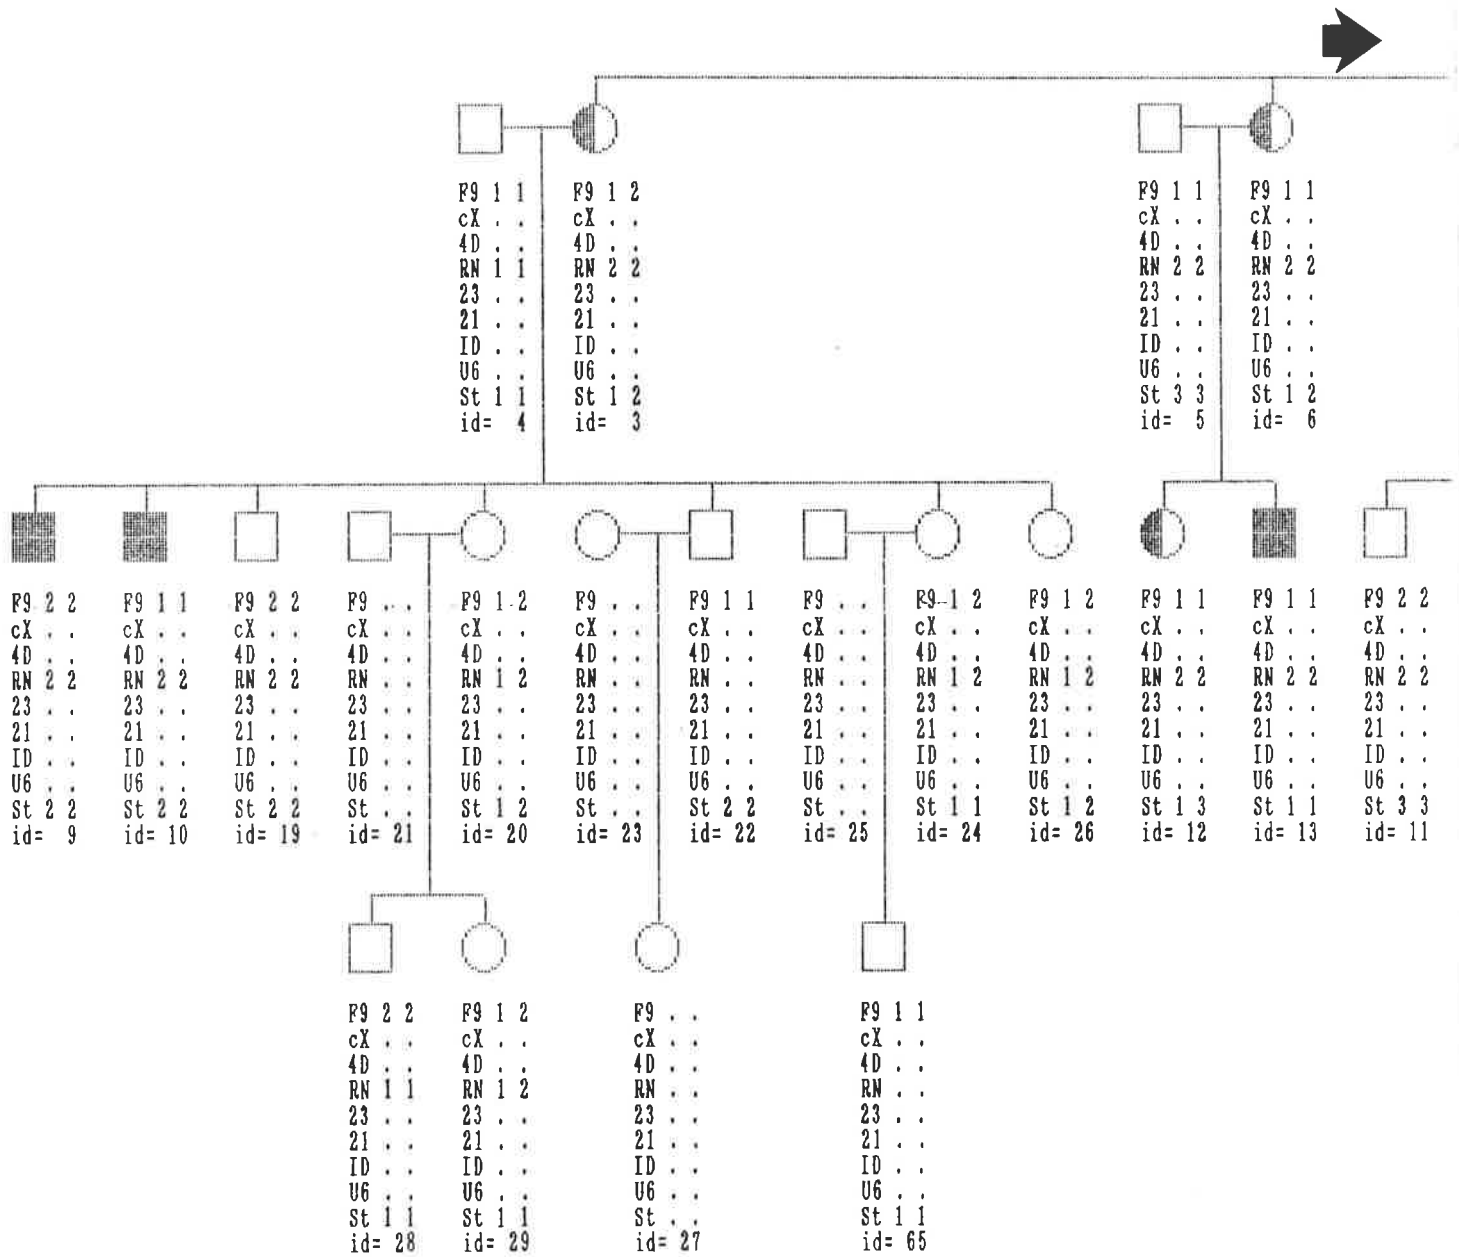 F9 1 1
cX . .
4D . .
RN 1 1
23 . .
21 . .
ID . .
U6 . .
St 1 1
id= 4
F9 1 2
cX . .
4D . .
RN 2 2
23 . .
21 . .
ID . .
U6 . .
St 1 2
id= 3
F9 1 1
cX . .
4D . .
RN 2 2
23 . .
21 . .
ID . .
U6 . .
St 3 3
id= 5
F9 1 1
cX . .
4D . .
RN 2 2
23 . .
21 . .
ID . .
U6 . .
St 1 2
id= 6
F9 2 2
cX . .
4D . .
RN 2 2
23 . .
21 . .
ID . .
U6 . .
St 2 2
id= 9
F9 1 1
cX . .
4D . .
RN 2 2
23 . .
21 . .
ID . .
U6 . .
St 2 2
id= 10
F9 2 2
cX . .
4D . .
RN 2 2
23 . .
21 . .
ID . .
U6 . .
St 2 2
id= 19
F9 . .
cX . .
4D . .
RN . .
23 . .
21 . .
ID . .
U6 . .
St . .
id= 21
F9 1 2
cX . .
4D . .
RN 1 2
23 . .
21 . .
ID . .
U6 . .
St 1 2
id= 20
F9 . .
cX . .
4D . .
RN . .
23 . .
21 . .
ID . .
U6 . .
St . .
id= 23
F9 1 1
cX . .
4D . .
RN 2 2
23 . .
21 . .
ID . .
U6 . .
St 2 2
id= 22
F9 . .
cX . .
4D . .
RN . .
23 . .
21 . .
ID . .
U6 . .
St . .
id= 25
F9 1 2
cX . .
4D . .
RN 1 2
23 . .
21 . .
ID . .
U6 . .
St 1 1
id= 24
F9 1 2
cX . .
4D . .
RN 1 2
23 . .
21 . .
ID . .
U6 . .
St 1 2
id= 26
F9 1 1
cX . .
4D . .
RN 2 2
23 . .
21 . .
ID . .
U6 . .
St 1 3
id= 12
F9 1 1
cX . .
4D . .
RN 2 2
23 . .
21 . .
ID . .
U6 . .
St 1 1
id= 13
F9 2 2
cX . .
4D . .
RN 2 2
23 . .
21 . .
ID . .
U6 . .
St 3 3
id= 11
F9 2 2
cX . .
4D . .
RN 1 1
23 . .
21 . .
ID . .
U6 . .
St 1 1
id= 28
F9 1 2
cX . .
4D . .
RN 1 2
23 . .
21 . .
ID . .
U6 . .
St 1 1
id= 29
F9 . .
cX . .
4D . .
RN . .
23 . .
21 . .
ID . .
U6 . .
St . .
id= 27
F9 1 1
cX . .
4D . .
RN . .
23 . .
21 . .
ID . .
U6 . .
St 1 1
id= 65